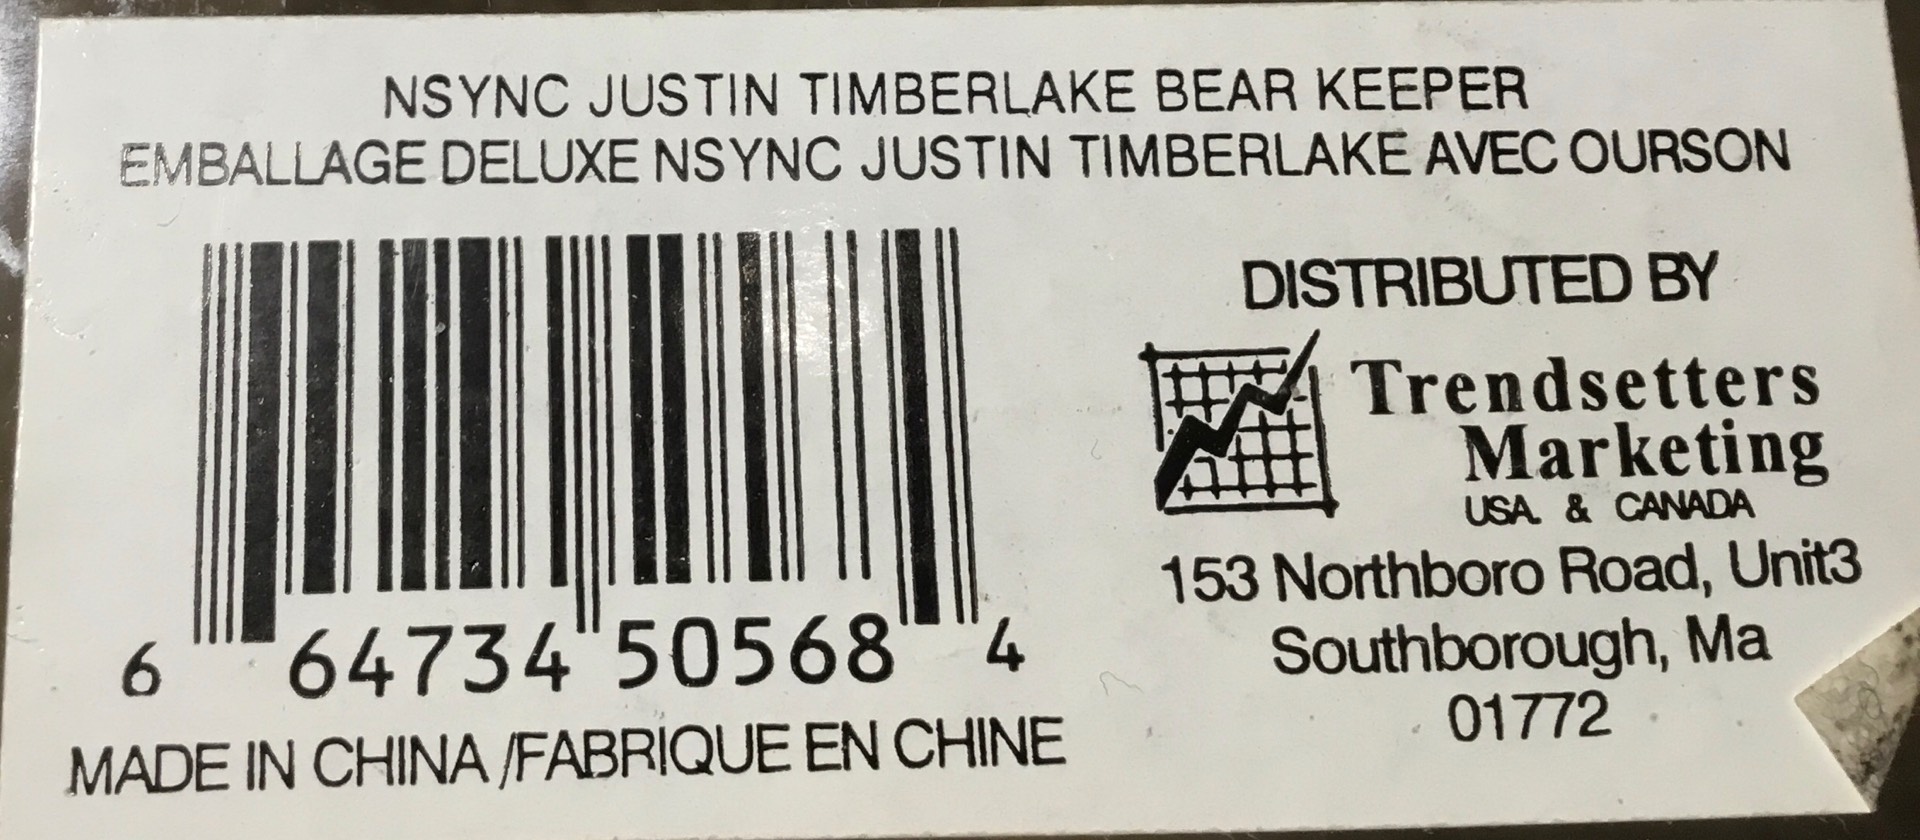 NSYNC JUSTIN TIMBERLAKE BEAR KEEPER
EMBALLAGE DELUXE NSYNC JUSTIN TIMBERLAKE AVEC OURSON
6 64734 50568 4
MADE IN CHINA /FABRIQUE EN CHINE
DISTRIBUTED BY
Trendsetters
Marketing
USA & CANADA
153 Northboro Road, Unit3
Southborough, Ma
01772